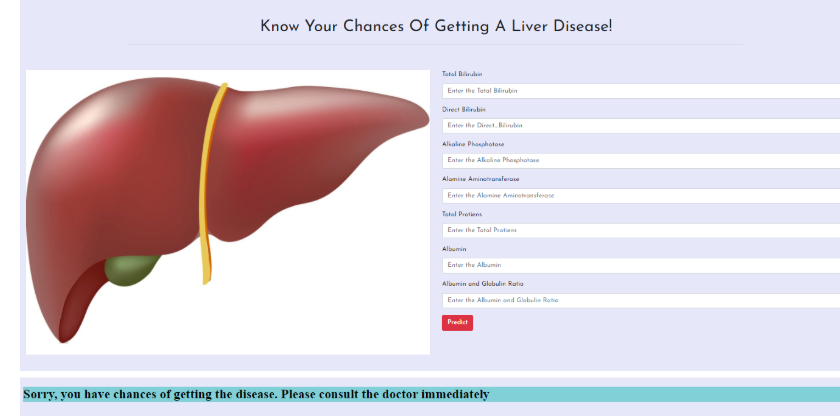 Know Your Chances Of Getting A Liver Disease!
Total Bilirubin
Enter the Total Bilirubin
Direct Bilirubin
Enter the Direct_Bilirubin
Alkaline Phosphotase
Enter the Alkaline Phosphotase
Alamine Aminotransferase
Enter the Alamine Aminotransferase
Total Protiens
Enter the Total Protiens
Albumin
Enter the Albumin
Albumin and Globulin Ratio
Enter the Albumin and Globulin Ratio
Predict
Sorry, you have chances of getting the disease. Please consult the doctor immediately